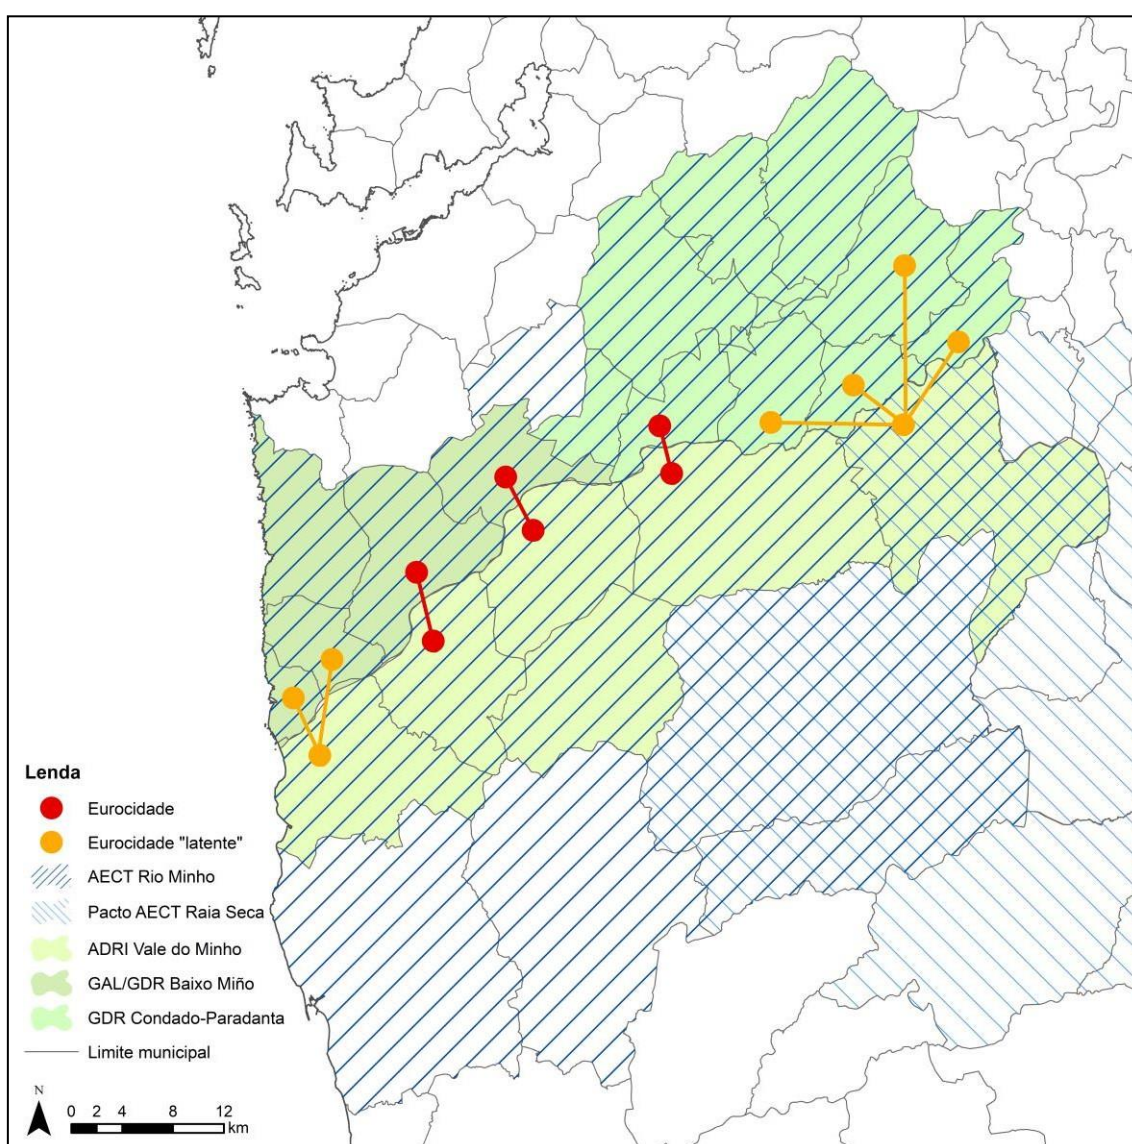 Lenda
Eurocidade
Eurocidade "latente"
AECT Rio Minho
Pacto AECT Raia Seca
ADRI Vale do Minho
GAL/GDR Baixo Miño
GDR Condado-Paradanta
Limite municipal
N
0 2 4 8 12
km